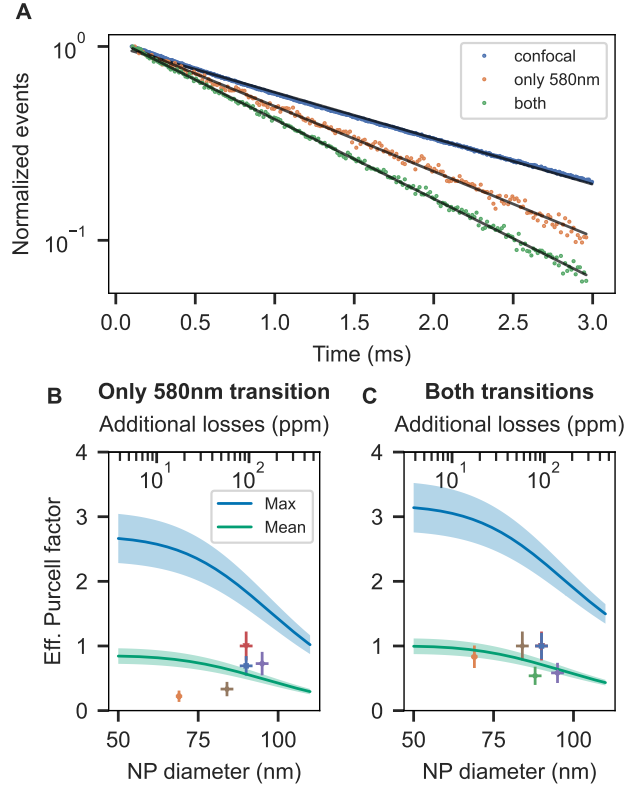 A
Normalized events
10^0
10^−1
confocal
only 580nm
both
0.0 0.5 1.0 1.5 2.0 2.5 3.0
Time (ms)
B Only 580nm transition
Additional losses (ppm)
10^1 10^2
Eff. Purcell factor
4
3
2
1
0
Max
Mean
50 75 100
NP diameter (nm)
C Both transitions
Additional losses (ppm)
10^1 10^2
4
3
2
1
0
50 75 100
NP diameter (nm)